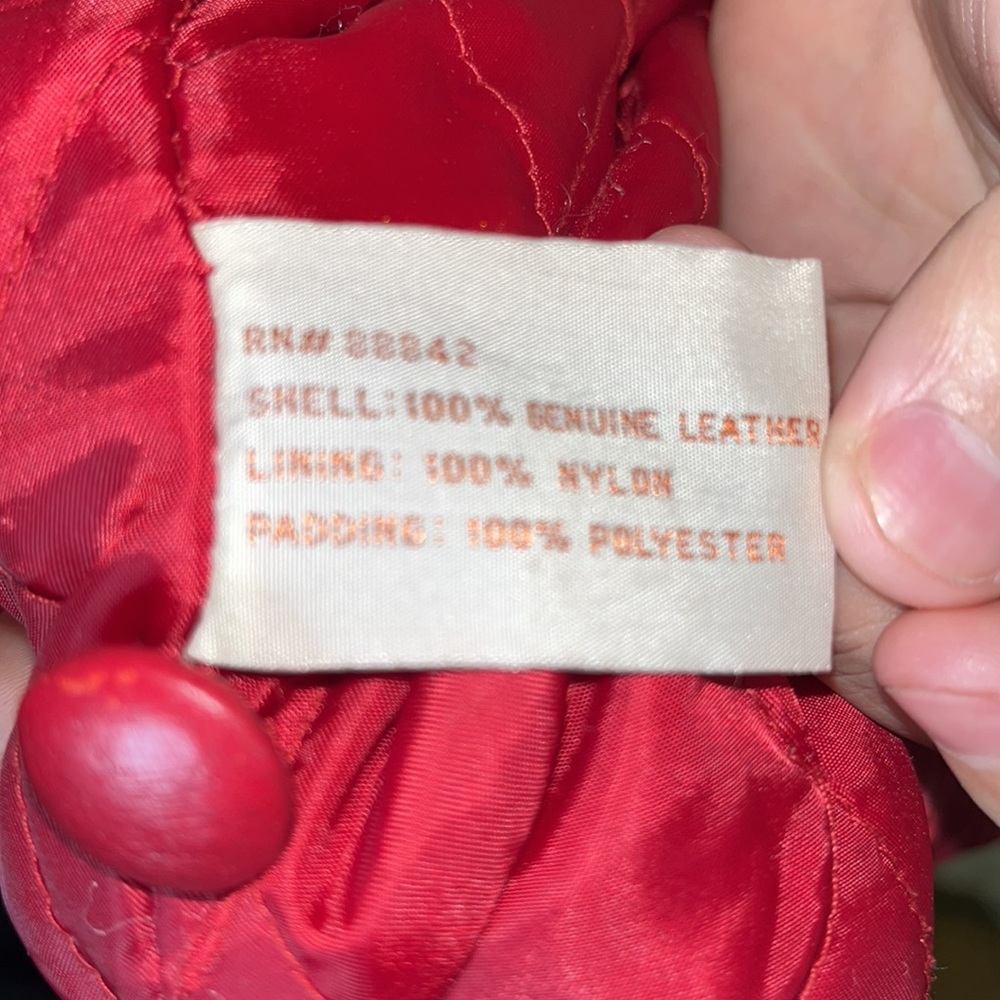 RN# 88842
SHELL: 100% GENUINE LEATHER
LINING: 100% NYLON
PADDING: 100% POLYESTER